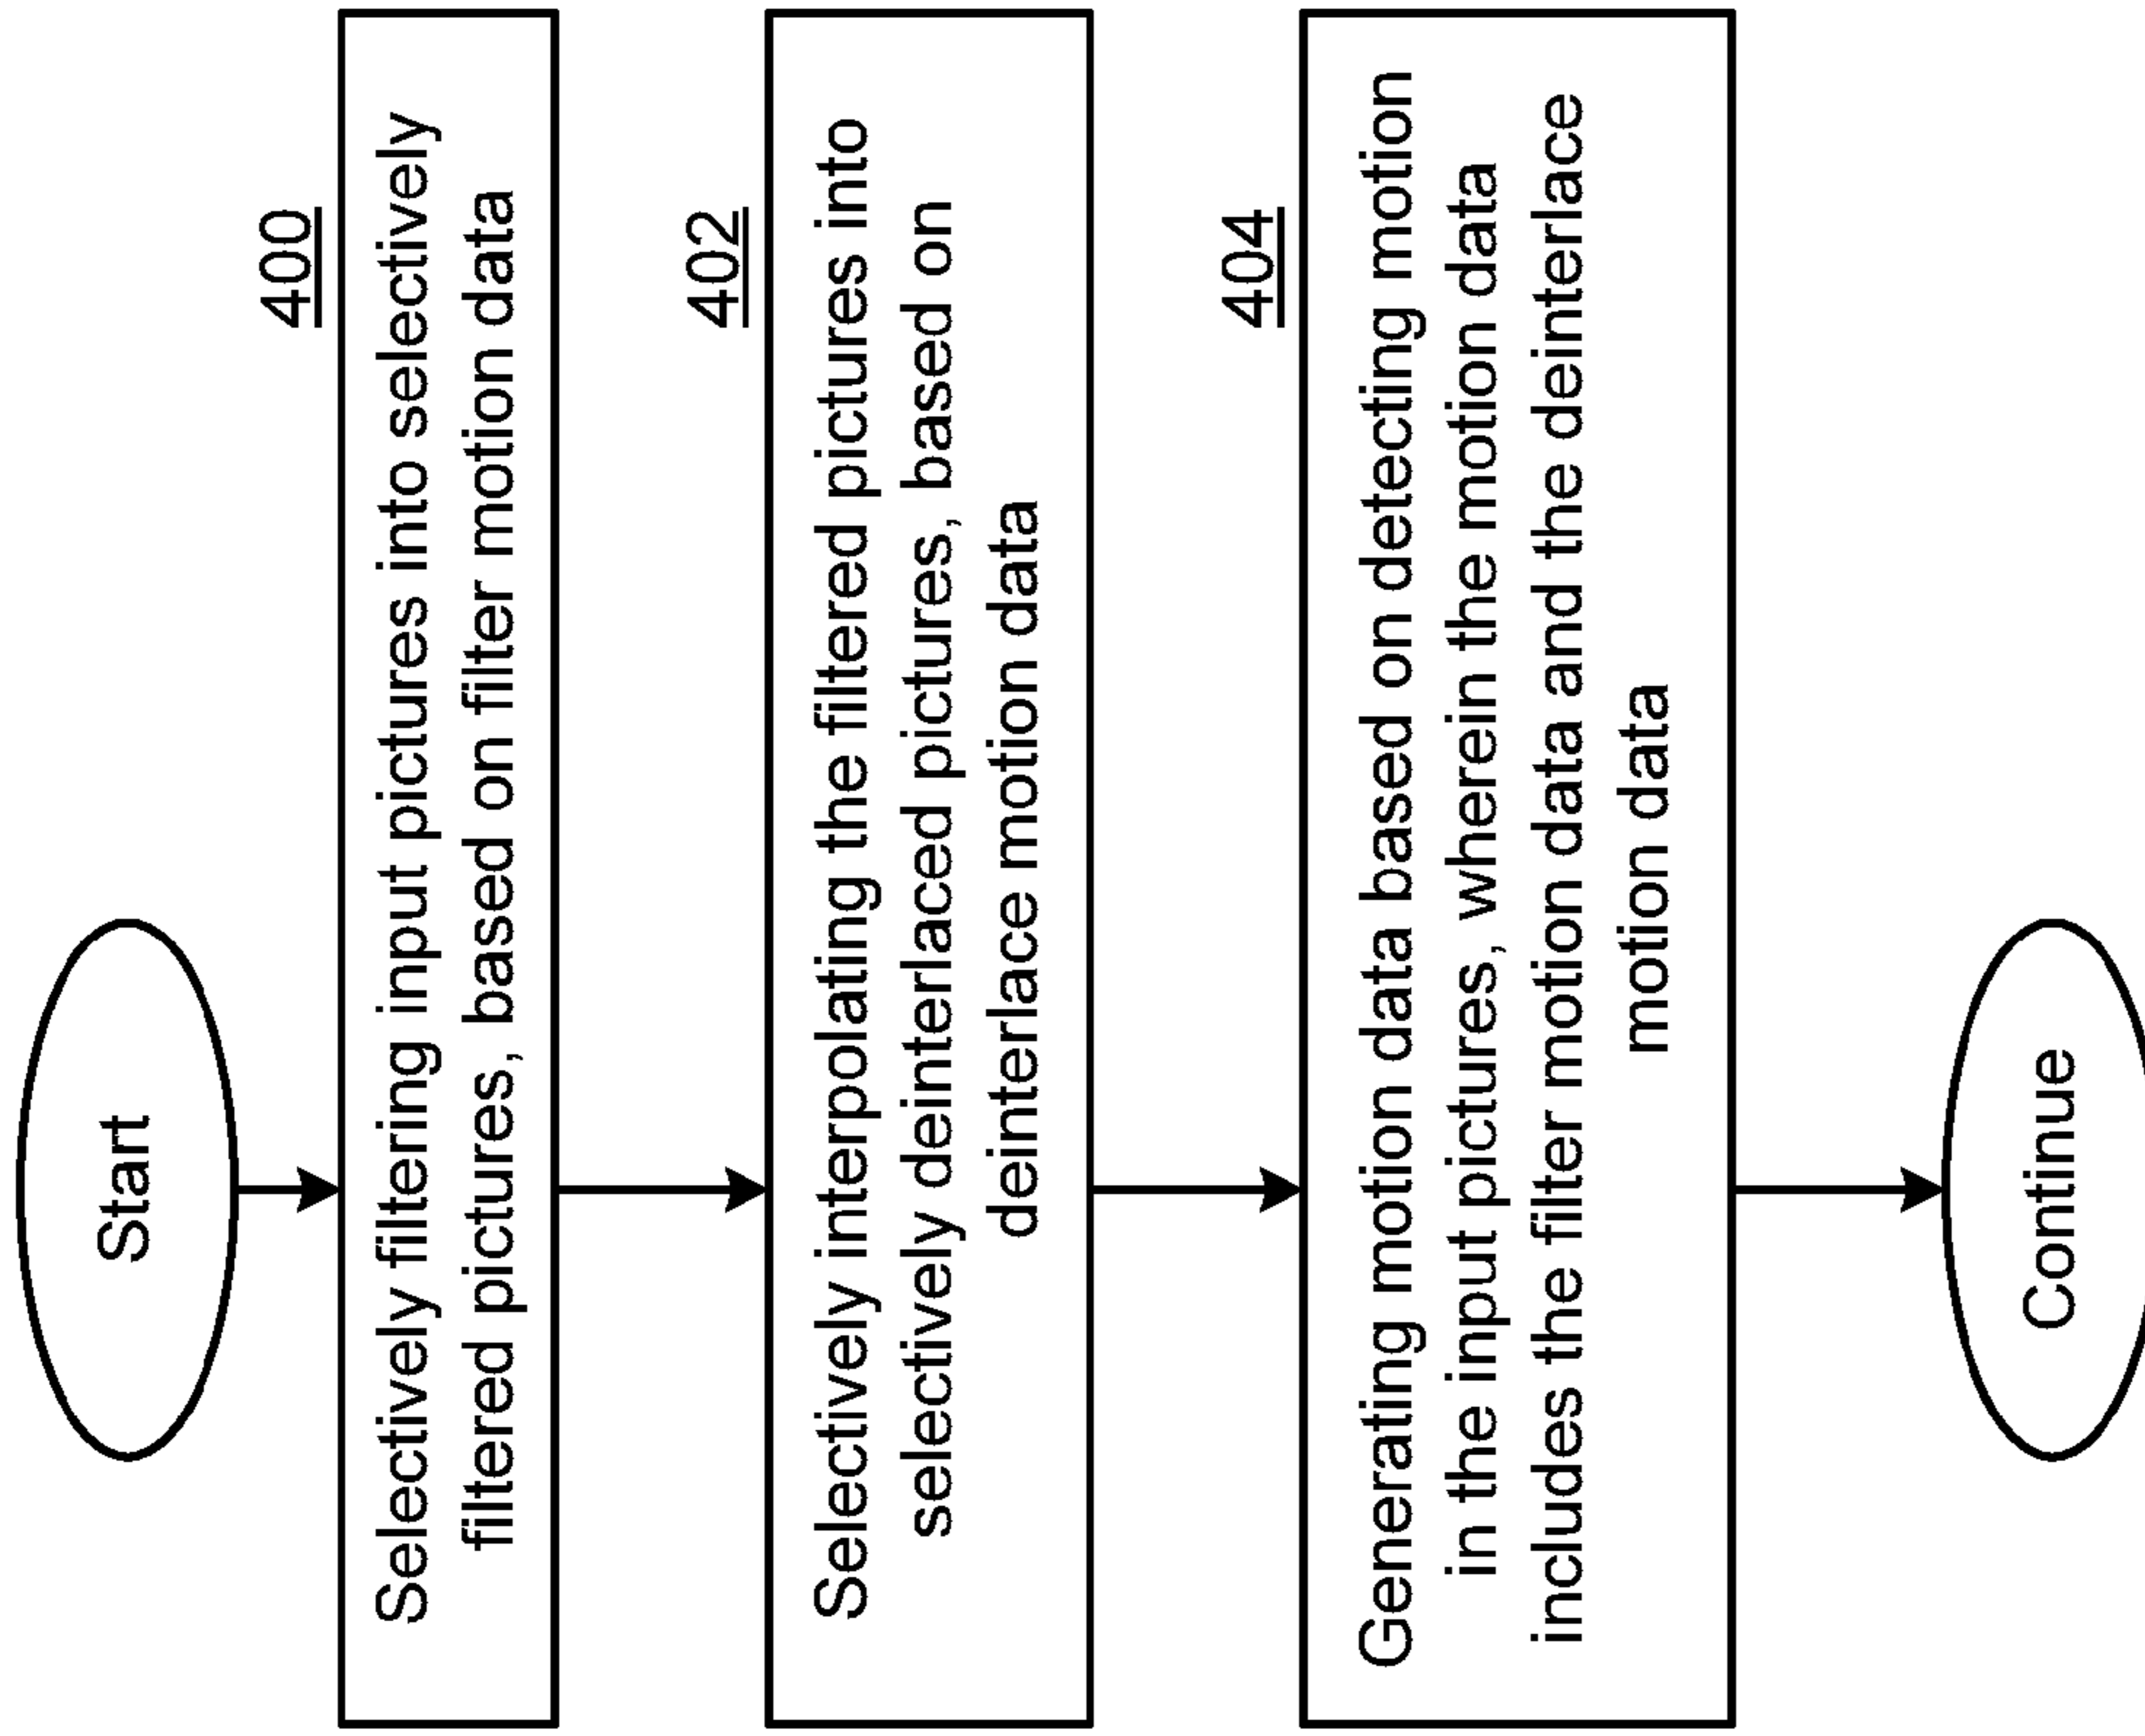 Start
400
Selectively filtering input pictures into selectively
filtered pictures, based on filter motion data
402
Selectively interpolating the filtered pictures into
selectively deinterlaced pictures, based on
deinterlace motion data
404
Generating motion data based on detecting motion
in the input pictures, wherein the motion data
includes the filter motion data and the deinterlace
motion data
Continue